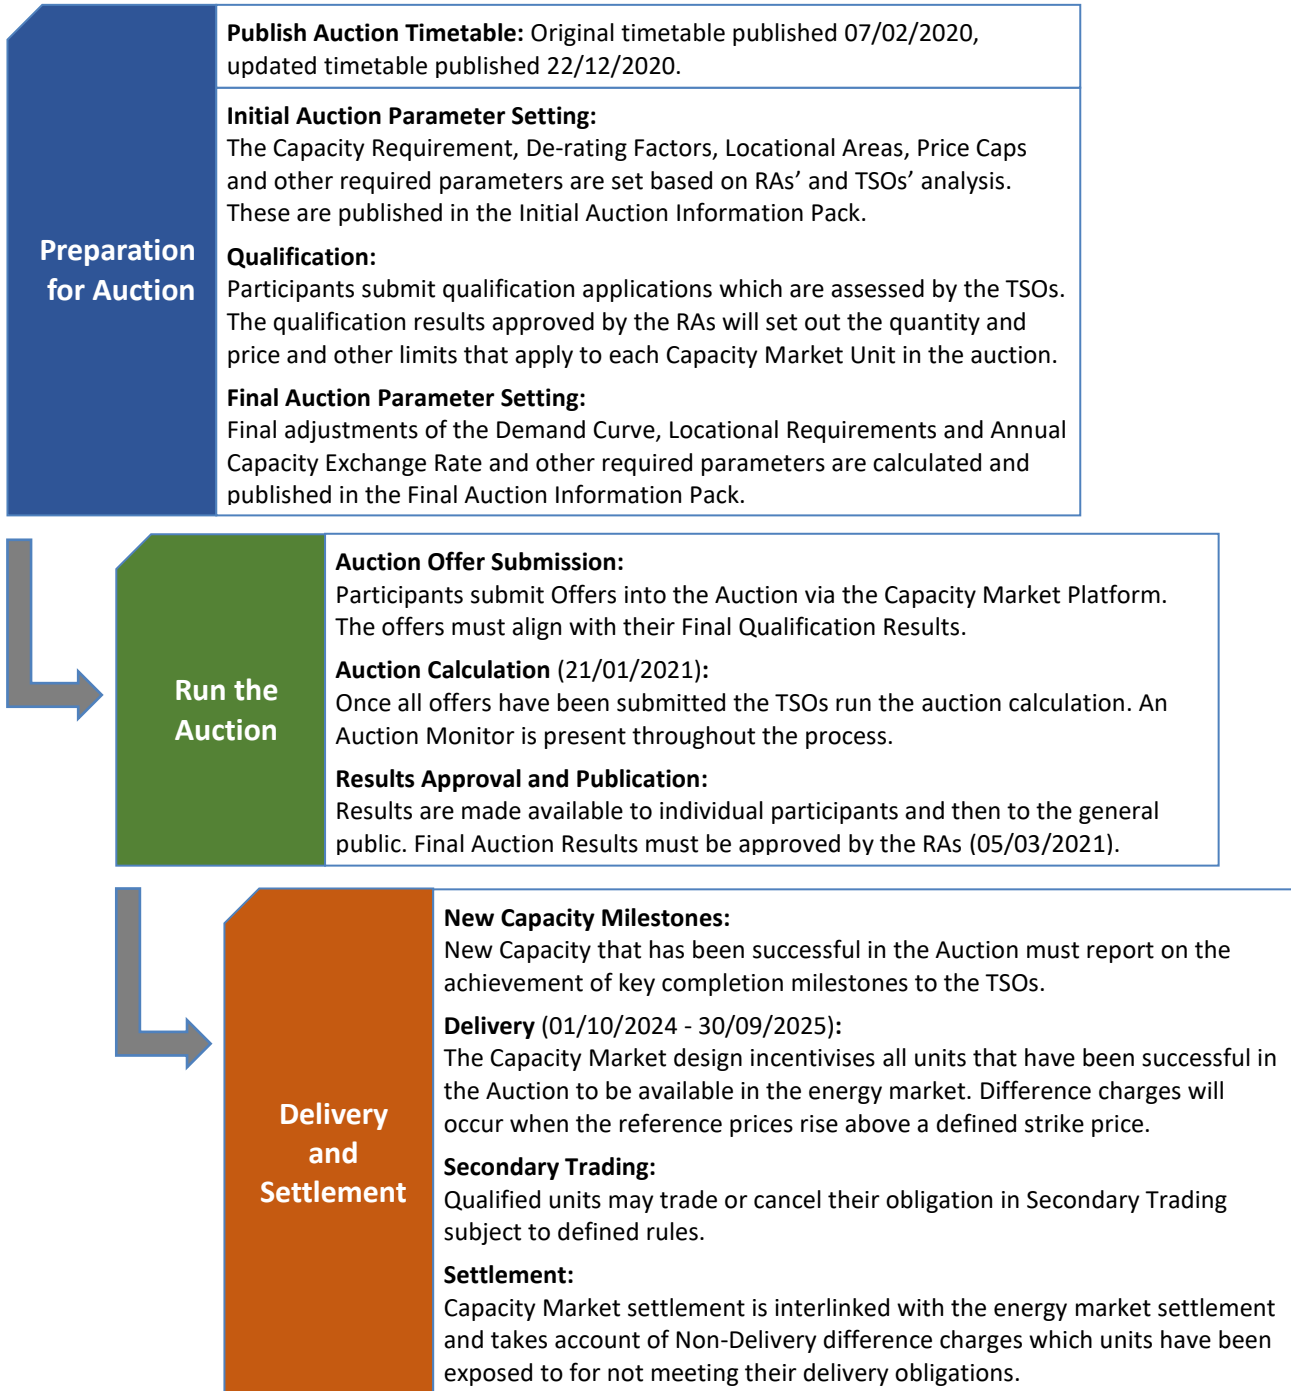 Preparation
for Auction
Publish Auction Timetable: Original timetable published 07/02/2020,
updated timetable published 22/12/2020.
Initial Auction Parameter Setting:
The Capacity Requirement, De-rating Factors, Locational Areas, Price Caps
and other required parameters are set based on RAs’ and TSOs’ analysis.
These are published in the Initial Auction Information Pack.
Qualification:
Participants submit qualification applications which are assessed by the TSOs.
The qualification results approved by the RAs will set out the quantity and
price and other limits that apply to each Capacity Market Unit in the auction.
Final Auction Parameter Setting:
Final adjustments of the Demand Curve, Locational Requirements and Annual
Capacity Exchange Rate and other required parameters are calculated and
published in the Final Auction Information Pack.
Run the
Auction
Auction Offer Submission:
Participants submit Offers into the Auction via the Capacity Market Platform.
The offers must align with their Final Qualification Results.
Auction Calculation (21/01/2021):
Once all offers have been submitted the TSOs run the auction calculation. An
Auction Monitor is present throughout the process.
Results Approval and Publication:
Results are made available to individual participants and then to the general
public. Final Auction Results must be approved by the RAs (05/03/2021).
Delivery
and
Settlement
New Capacity Milestones:
New Capacity that has been successful in the Auction must report on the
achievement of key completion milestones to the TSOs.
Delivery (01/10/2024 - 30/09/2025):
The Capacity Market design incentivises all units that have been successful in
the Auction to be available in the energy market. Difference charges will
occur when the reference prices rise above a defined strike price.
Secondary Trading:
Qualified units may trade or cancel their obligation in Secondary Trading
subject to defined rules.
Settlement:
Capacity Market settlement is interlinked with the energy market settlement
and takes account of Non-Delivery difference charges which units have been
exposed to for not meeting their delivery obligations.